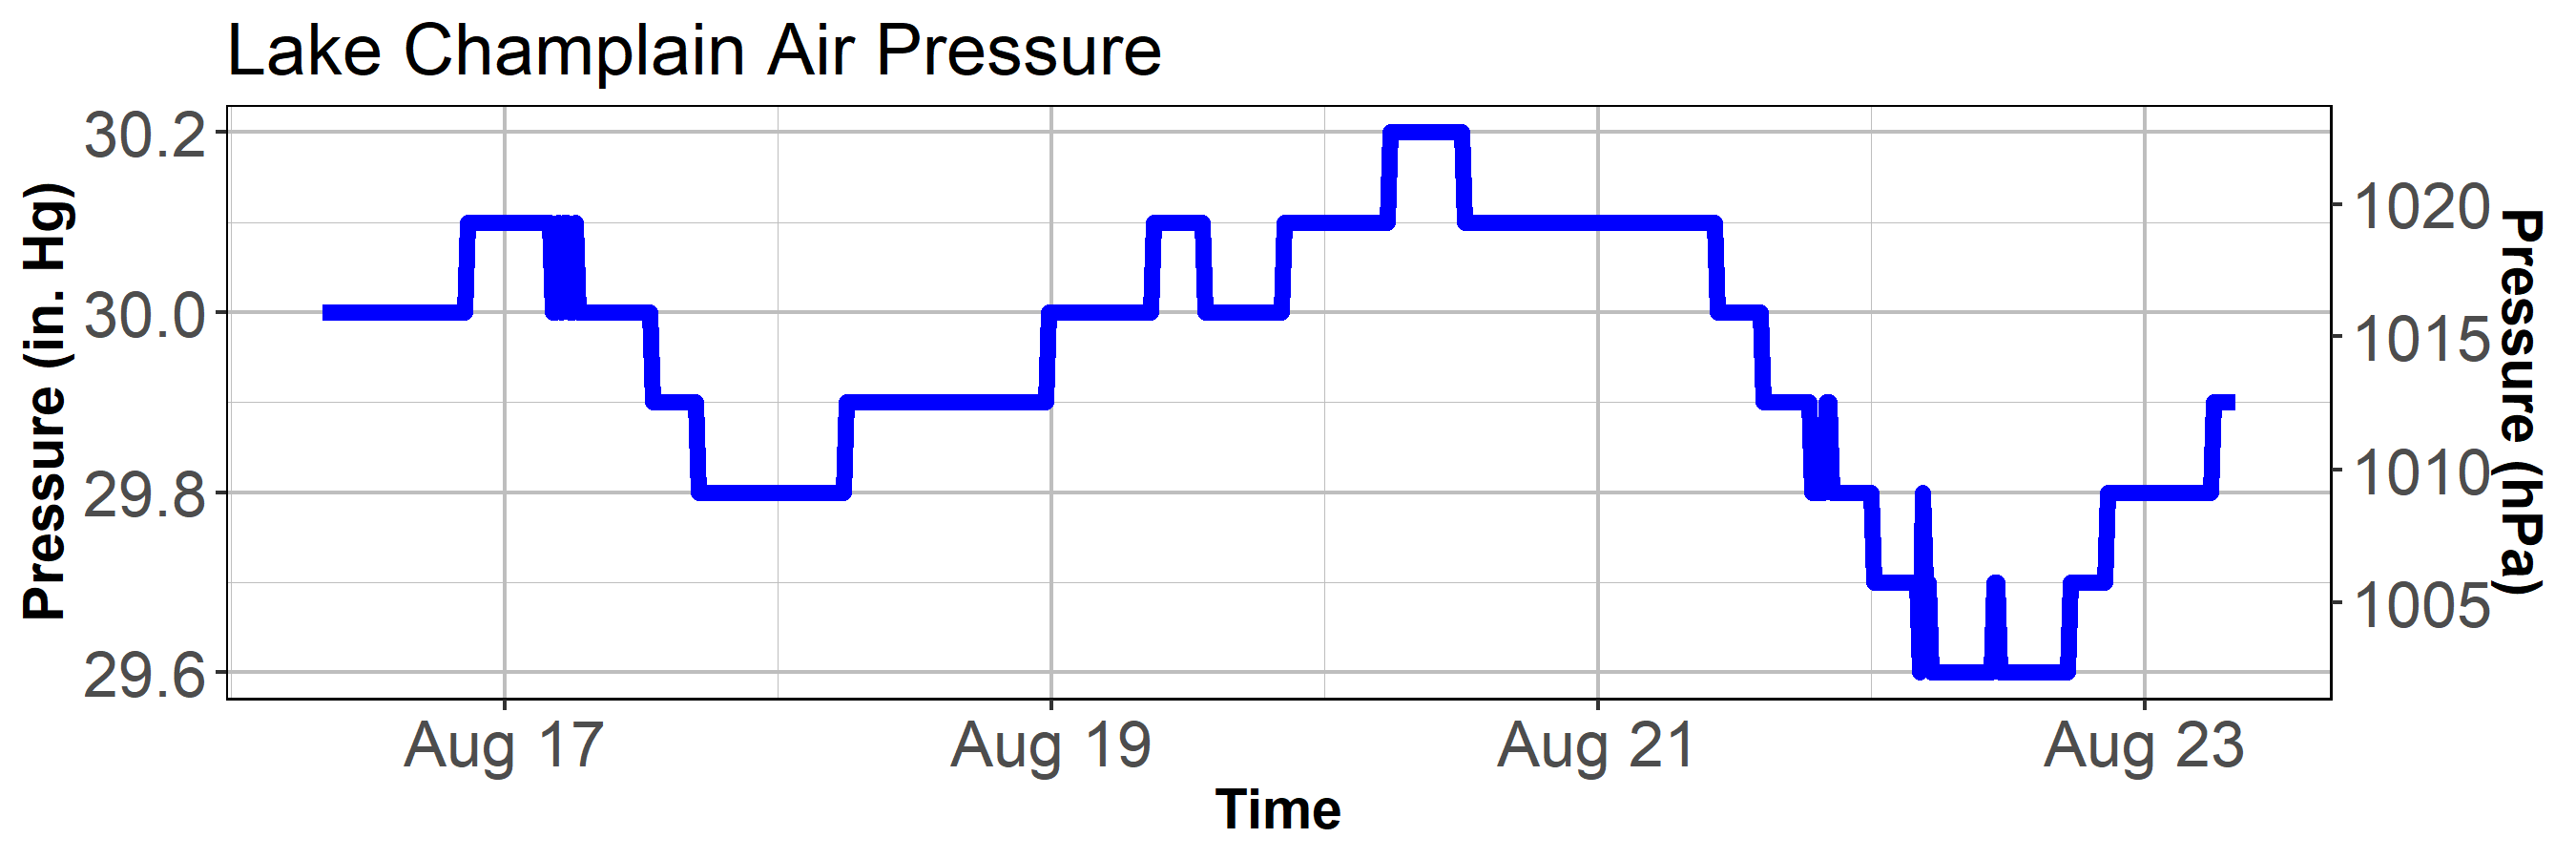 Lake Champlain Air Pressure
30.2
30.0
29.8
29.6
Pressure (in. Hg)
1020
1015
1010
1005
Pressure (hPa)
Aug 17
Aug 19
Aug 21
Aug 23
Time